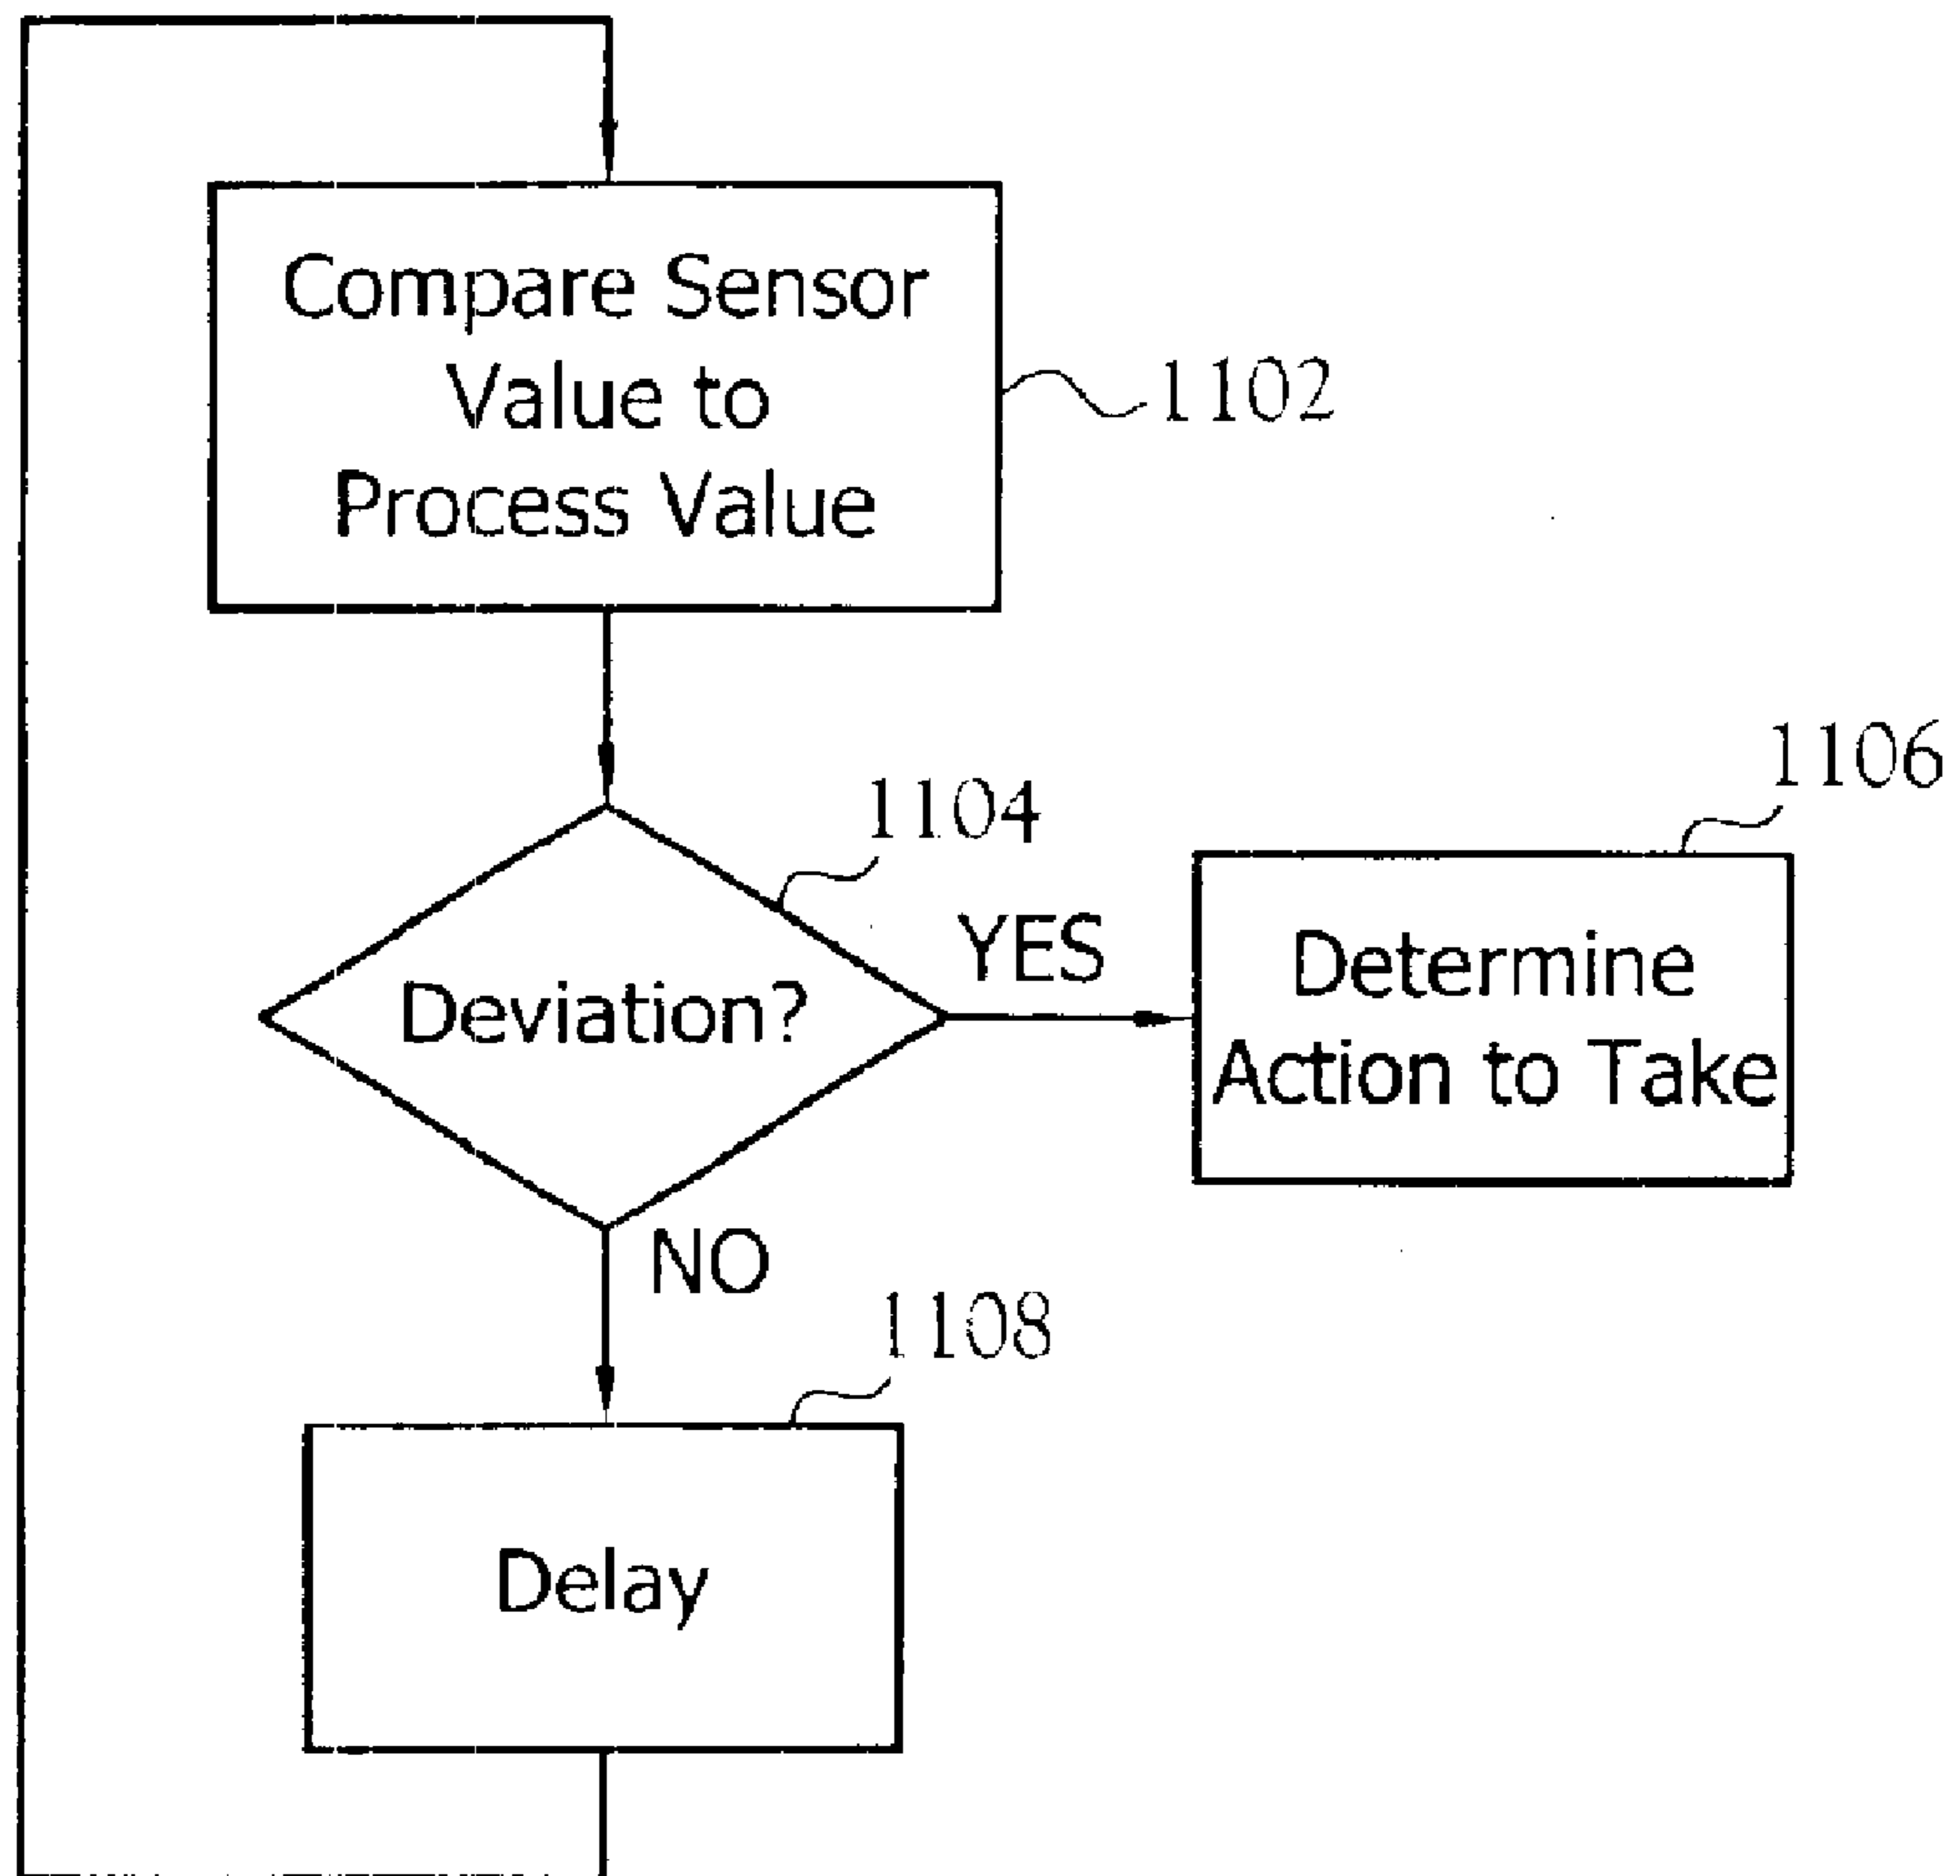 Compare Sensor
Value to
Process Value
1102
1104
Deviation?
YES
1106
Determine
Action to Take
NO
1108
Delay